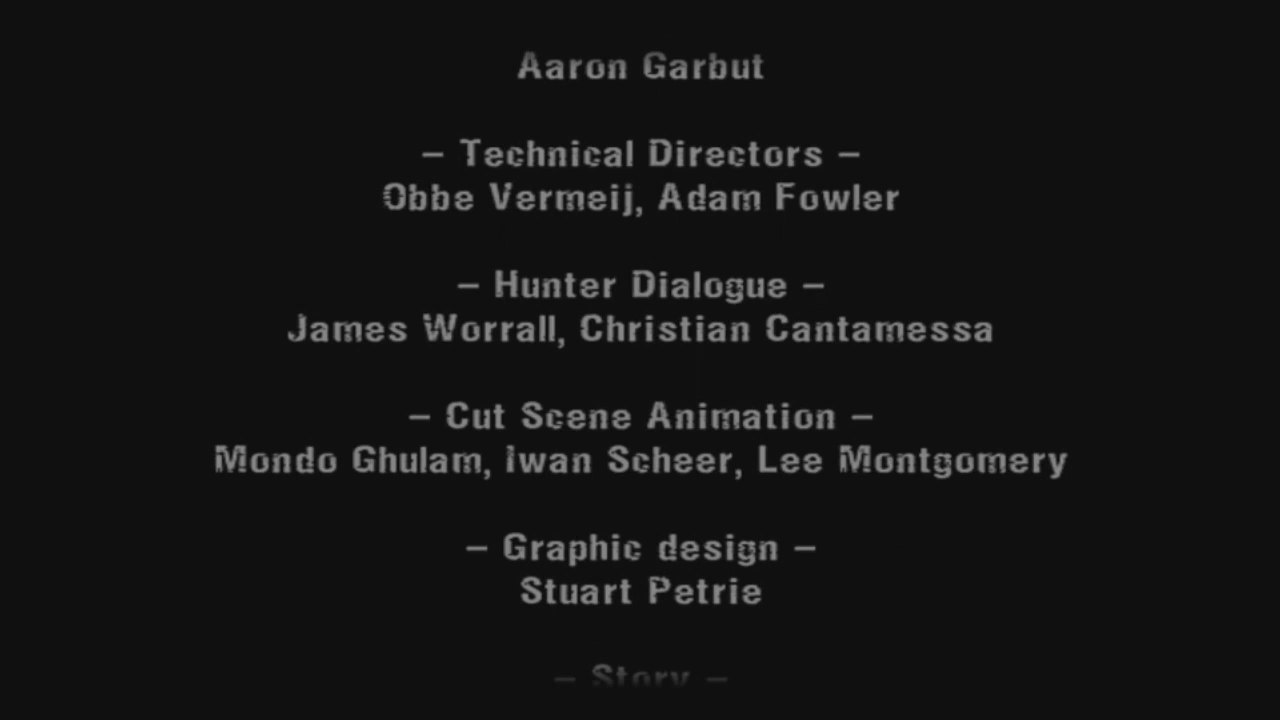 Aaron Garbut
– Technical Directors –
Obbe Vermeij, Adam Fowler
– Hunter Dialogue –
James Worrall, Christian Cantamessa
– Cut Scene Animation –
Mondo Ghulam, Iwan Scheer, Lee Montgomery
– Graphic design –
Stuart Petrie
– Story –